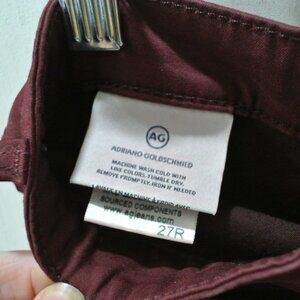 AG
ADRIANO GOLDSCHMIED
MACHINE WASH COLD WITH
LIKE COLORS. TUMBLE DRY.
REMOVE PROMPTLY. IRON IF NEEDED
SOURCED COMPONENTS
www.agjeans.com
27R